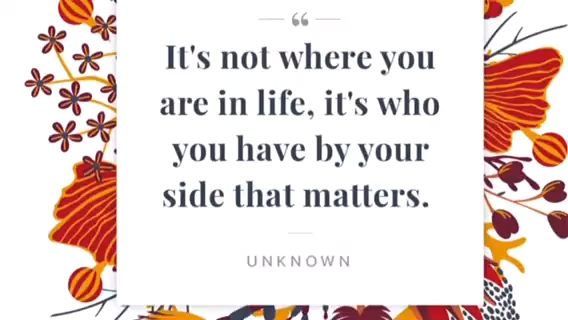 “
It's not where you
are in life, it's who
you have by your
side that matters.
UNKNOWN